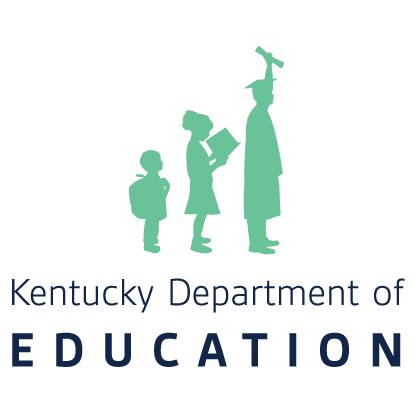 Kentucky Department of
EDUCATION